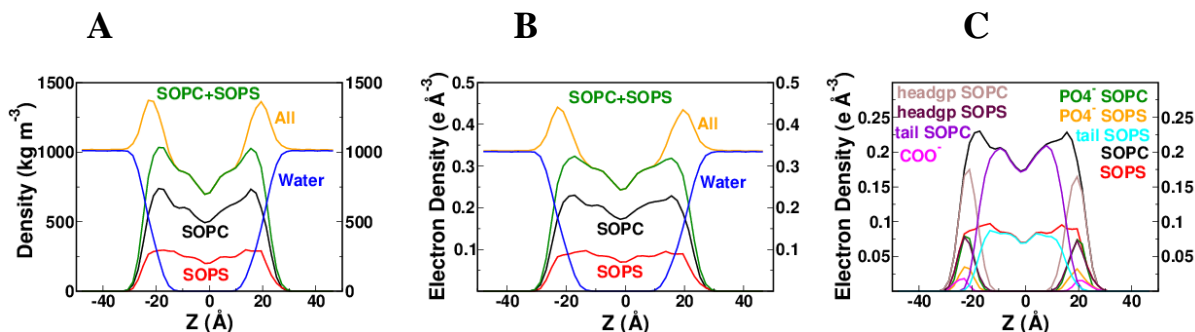 A
B
C
1500
1000
500
0
1500
1000
500
0
Density (kg m-3)
SOPC+SOPS
All
Water
SOPC
SOPS
-40 -20 0 20 40
Z (Å)
0.5
0.4
0.3
0.2
0.1
0.5
0.4
0.3
0.2
0.1
Electron Density (e Å-3)
SOPC+SOPS
All
Water
SOPC
SOPS
-40 -20 0 20 40
Z (Å)
0.25
0.2
0.15
0.1
0.05
0.25
0.2
0.15
0.1
0.05
Electron Density (e Å-3)
headgp SOPC
headgp SOPS
tail SOPC
COO-
PO4- SOPC
PO4- SOPS
tail SOPS
SOPC
SOPS
-40 -20 0 20 40
Z (Å)